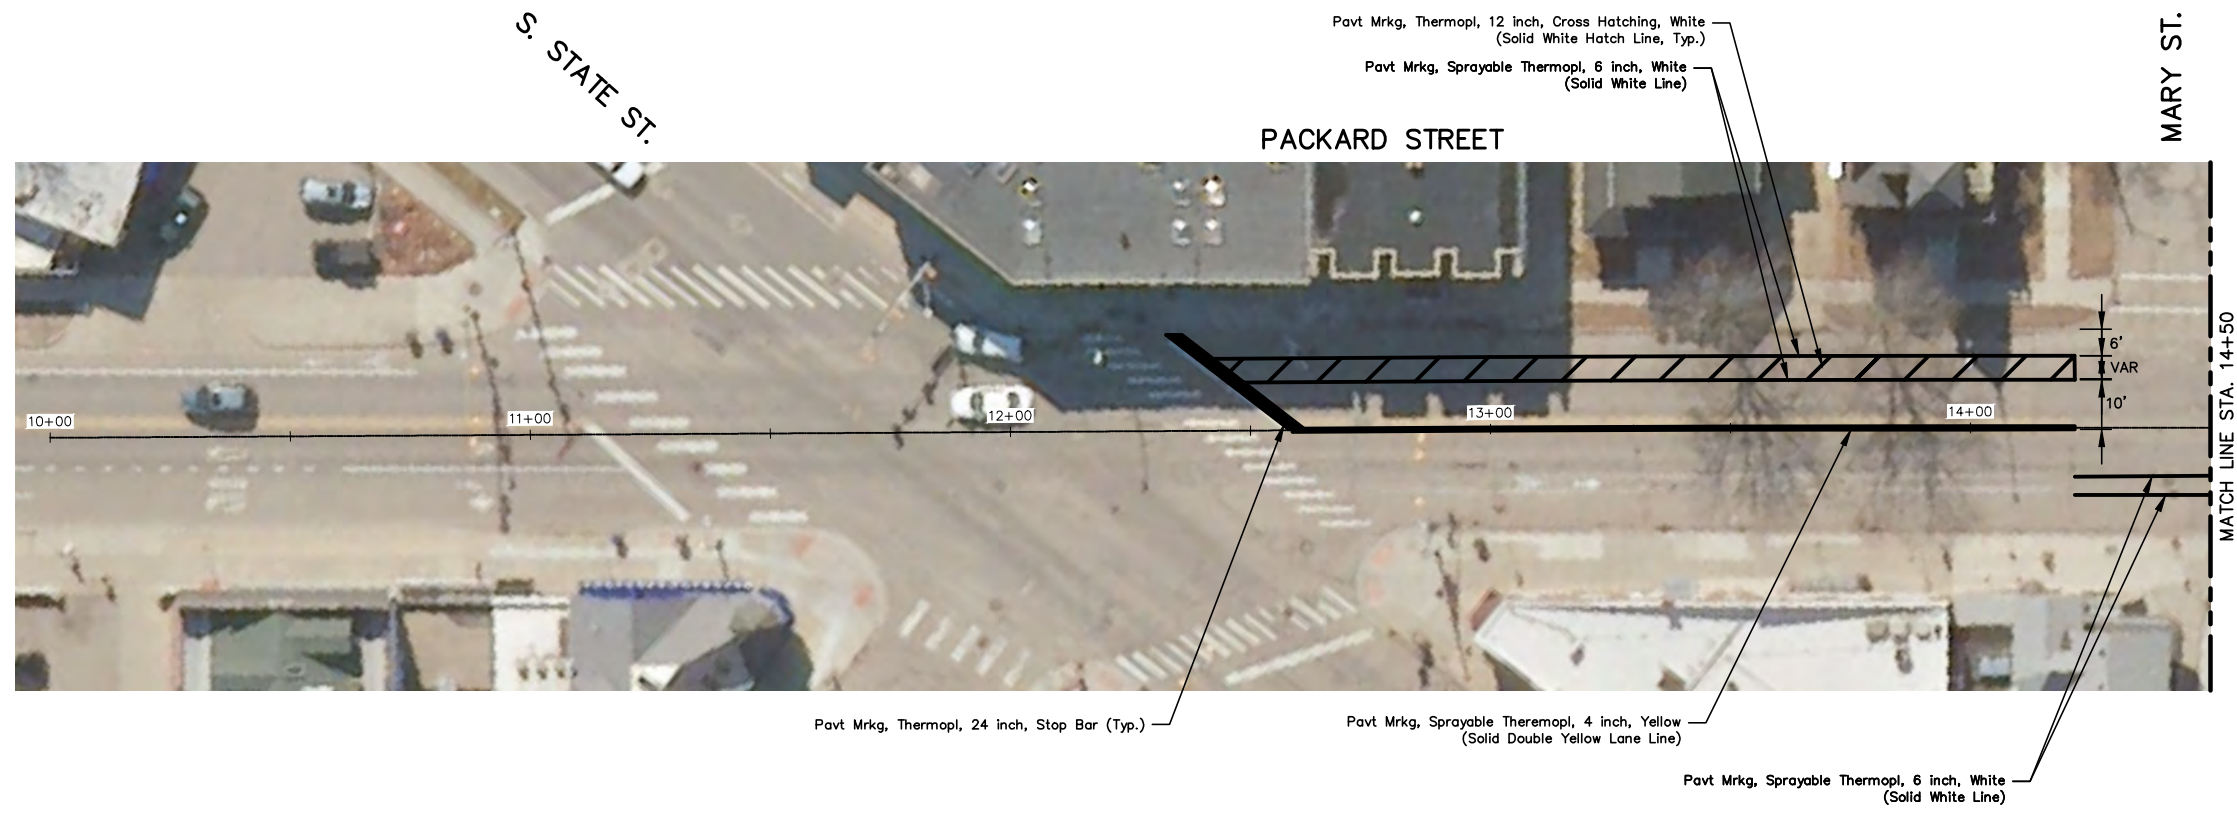 S. STATE ST.
Pavt Mrkg, Thermopl, 12 inch, Cross Hatching, White
(Solid White Hatch Line, Typ.)
Pavt Mrkg, Sprayable Thermopl, 6 inch, White
(Solid White Line)
PACKARD STREET
MARY ST.
6'
VAR
10'
10+00
11+00
12+00
13+00
14+00
MATCH LINE STA. 14+50
Pavt Mrkg, Thermopl, 24 inch, Stop Bar (Typ.)
Pavt Mrkg, Sprayable Theremopl, 4 inch, Yellow
(Solid Double Yellow Lane Line)
Pavt Mrkg, Sprayable Thermopl, 6 inch, White
(Solid White Line)